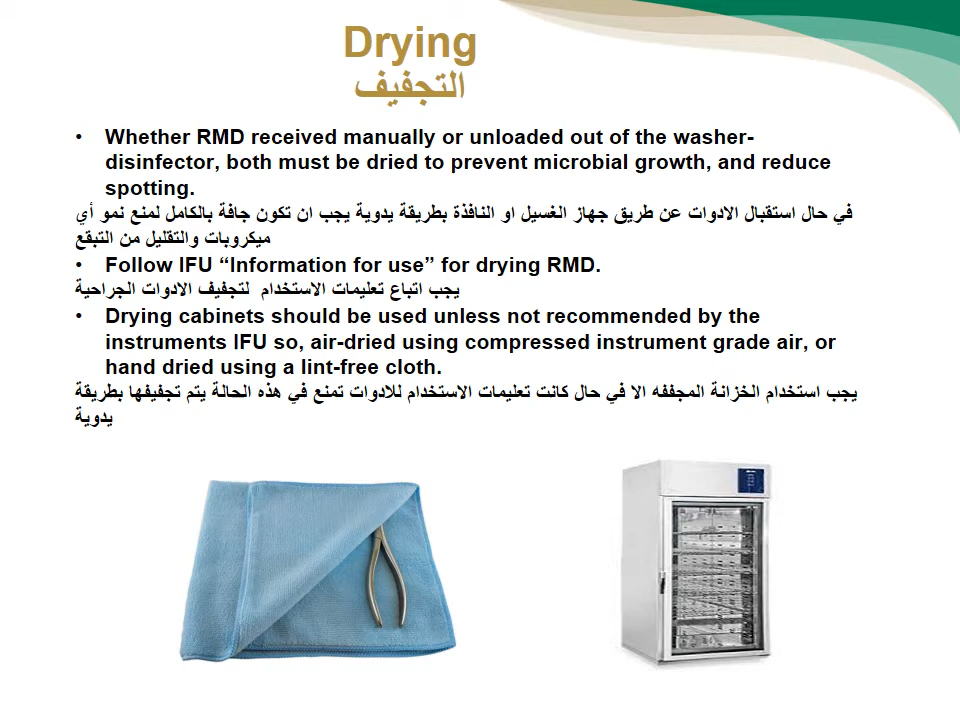 Drying
التجفيف
• Whether RMD received manually or unloaded out of the washer-
disinfector, both must be dried to prevent microbial growth, and reduce
spotting.
في حال استقبال الادوات عن طريق جهاز الغسيل او النافذة بطريقة يدوية يجب ان تكون جافة بالكامل لمنع نمو أي
ميكروبات والتقليل من التبقع
• Follow IFU “Information for use” for drying RMD.
يجب اتباع تعليمات الاستخدام لتجفيف الادوات الجراحية
• Drying cabinets should be used unless not recommended by the
instruments IFU so, air-dried using compressed instrument grade air, or
hand dried using a lint-free cloth.
يجب استخدام الخزانة المجففه الا في حال كانت تعليمات الاستخدام للادوات تمنع في هذه الحالة يتم تجفيفها بطريقة
يدوية